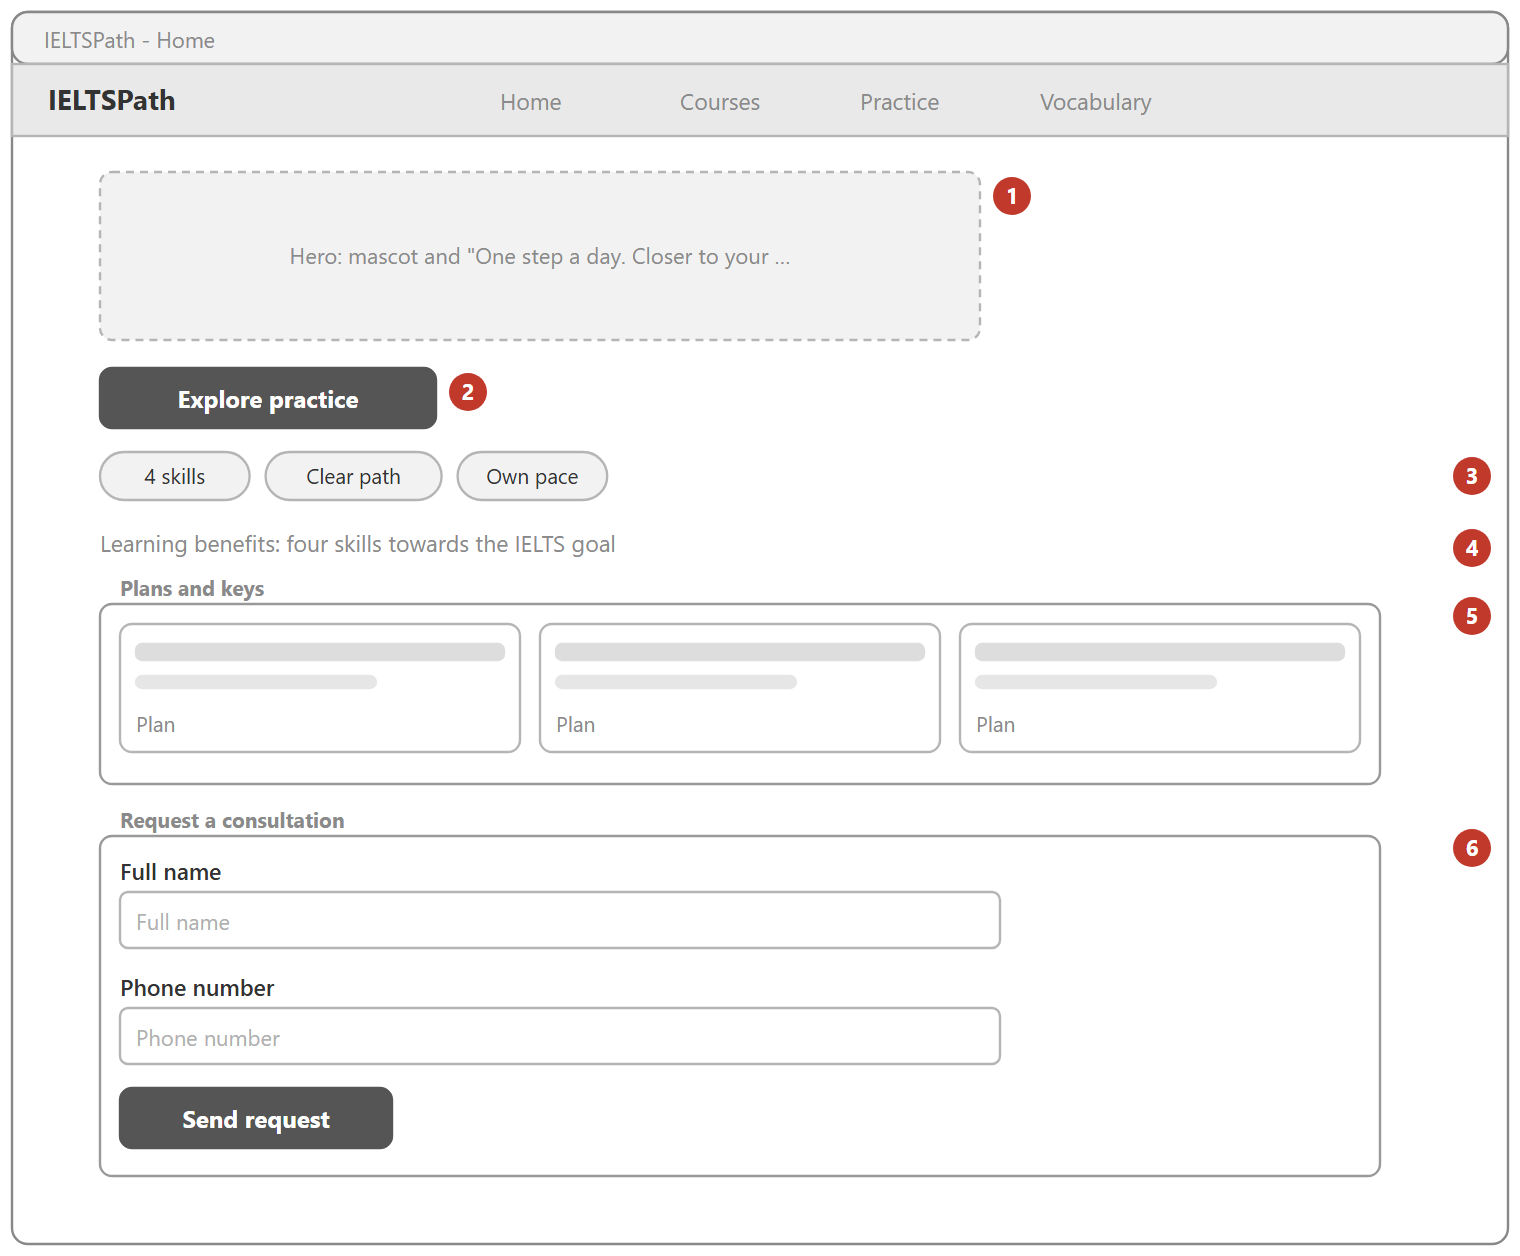 IELTSPath - Home
IELTSPath Home Courses Practice Vocabulary
Hero: mascot and "One step a day. Closer to your ...
1
Explore practice
2
4 skills Clear path Own pace
3
Learning benefits: four skills towards the IELTS goal
4
Plans and keys
5
Plan Plan Plan
Request a consultation
6
Full name
Full name
Phone number
Phone number
Send request